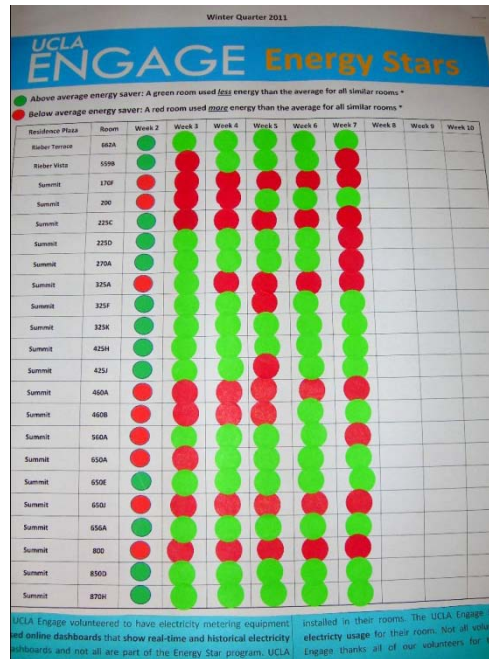 Winter Quarter 2011
UCLA
ENGAGE Energy Stars
Above average energy saver: A green room used less energy than the average for all similar rooms *
Below average energy saver: A red room used more energy than the average for all similar rooms *
Residence Plaza Room Week 2 Week 3 Week 4 Week 5 Week 6 Week 7 Week 8 Week 9 Week 10
Rieber Terrace 662A
Rieber Vista 559B
Summit 170F
Summit 200
Summit 225C
Summit 225D
Summit 270A
Summit 325A
Summit 325F
Summit 325K
Summit 425H
Summit 425J
Summit 460A
Summit 460B
Summit 560A
Summit 650A
Summit 650E
Summit 650J
Summit 656A
Summit 800
Summit 850D
Summit 870H
UCLA Engage volunteered to have electricity metering equipment installed in their rooms. The UCLA Engage
online dashboards that show real-time and historical electricity usage for their room. Not all
dashboards and not all are part of the Energy Star program. UCLA Engage thanks all of our volunteers for